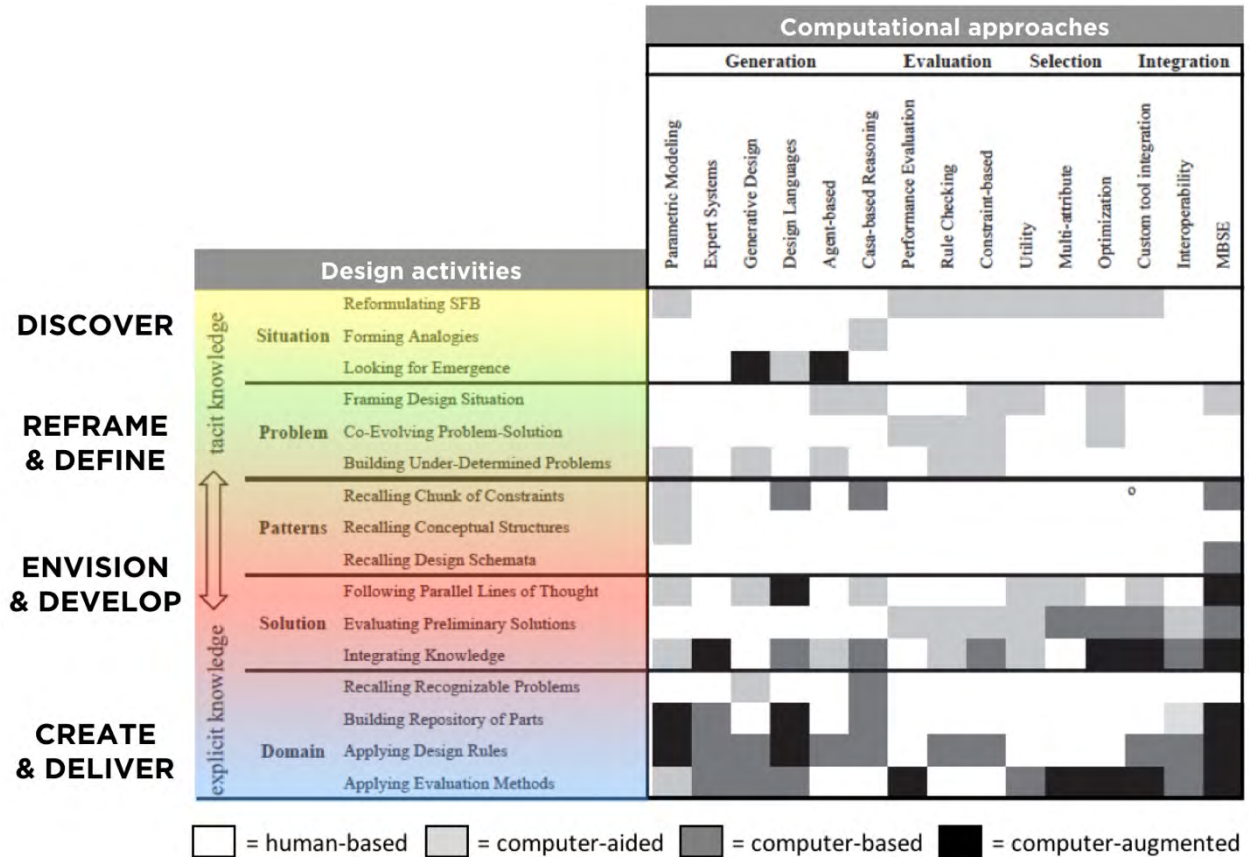 Computational approaches
Generation Evaluation Selection Integration
Parametric Modeling
Expert Systems
Generative Design
Design Languages
Agent-based
Casa-based Reasoning
Performance Evaluation
Rule Checking
Constraint-based
Utility
Multi-attribute
Optimization
Custom tool integration
Interoperability
MBSE
Design activities
DISCOVER
REFRAME
& DEFINE
ENVISION
& DEVELOP
CREATE
& DELIVER
tacit knowledge
explicit knowledge
Reformulating SFB
Situation Forming Analogies
Looking for Emergence
Framing Design Situation
Problem Co-Evolving Problem-Solution
Building Under-Determined Problems
Recalling Chunk of Constraints
Patterns Recalling Conceptual Structures
Recalling Design Schemata
Following Parallel Lines of Thought
Solution Evaluating Preliminary Solutions
Integrating Knowledge
Recalling Recognizable Problems
Building Repository of Parts
Domain Applying Design Rules
Applying Evaluation Methods
= human-based = computer-aided = computer-based = computer-augmented